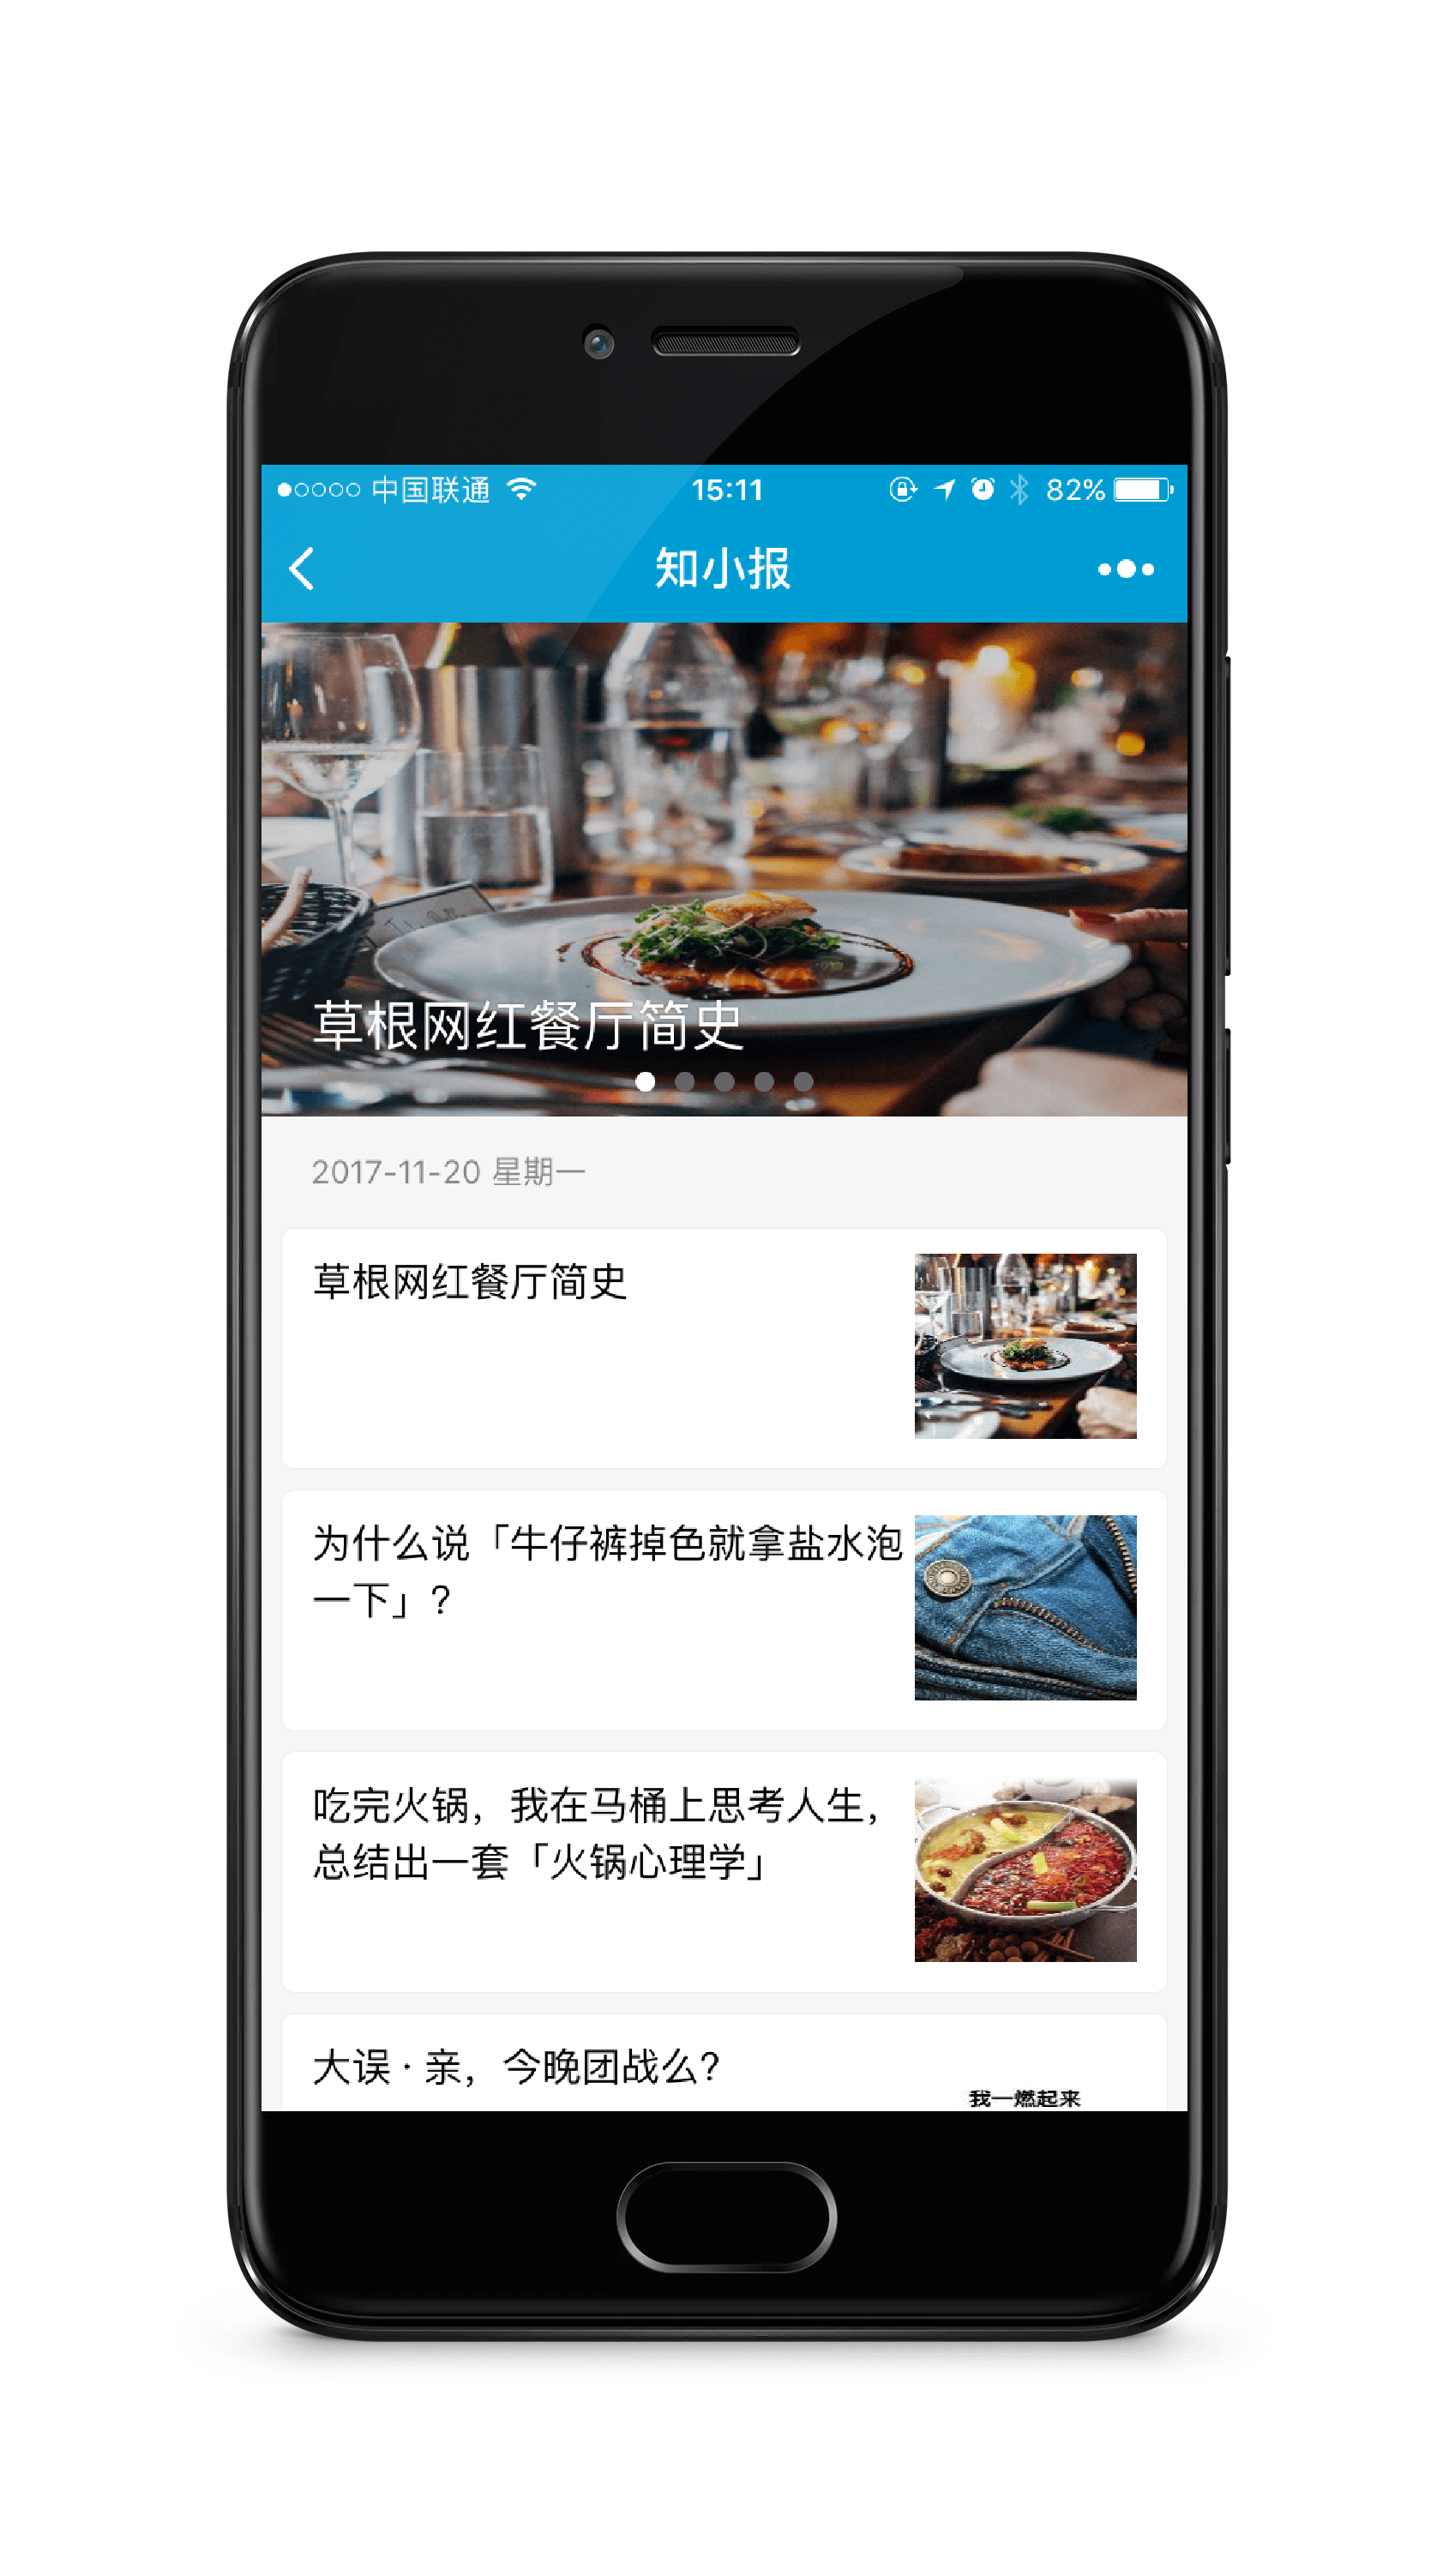 中国联通
15:11
82%
知小报
草根网红餐厅简史
2017-11-20 星期一
草根网红餐厅简史
为什么说「牛仔裤掉色就拿盐水泡
一下」?
吃完火锅，我在马桶上思考人生，
总结出一套「火锅心理学」
大误 · 亲，今晚团战么?
我一燃起来